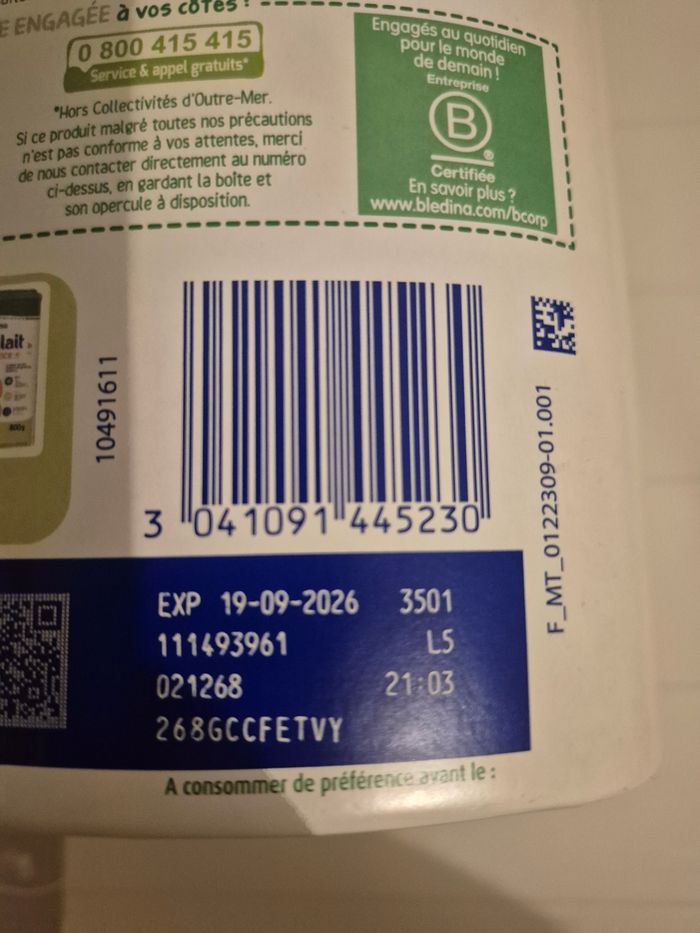 E ENGAGÉE à vos côtés :
0 800 415 415
Service & appel gratuits*
*Hors Collectivités d'Outre-Mer.
Si ce produit malgré toutes nos précautions
n'est pas conforme à vos attentes, merci
de nous contacter directement au numéro
ci-dessus, en gardant la boîte et
son opercule à disposition.
Engagés au quotidien
pour le monde
de demain !
Entreprise
B
®
Certifiée
En savoir plus ?
www.bledina.com/bcorp
lait
800g
10491611
3 041091 445230
F_MT_0122309-01.001
EXP 19-09-2026 3501
111493961 L5
021268 21:03
268GCCFETVY
A consommer de préférence avant le :